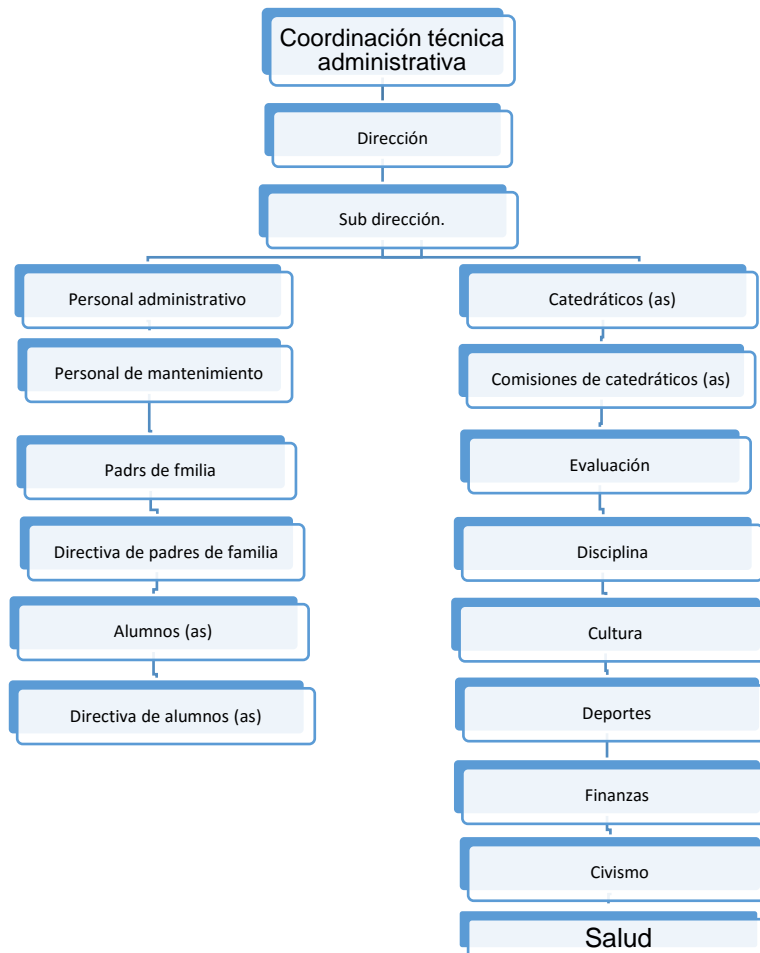 Coordinación técnica
administrativa
Dirección
Sub dirección.
Personal administrativo
Personal de mantenimiento
Padrs de fmilia
Directiva de padres de familia
Alumnos (as)
Directiva de alumnos (as)
Catedráticos (as)
Comisiones de catedráticos (as)
Evaluación
Disciplina
Cultura
Deportes
Finanzas
Civismo
Salud